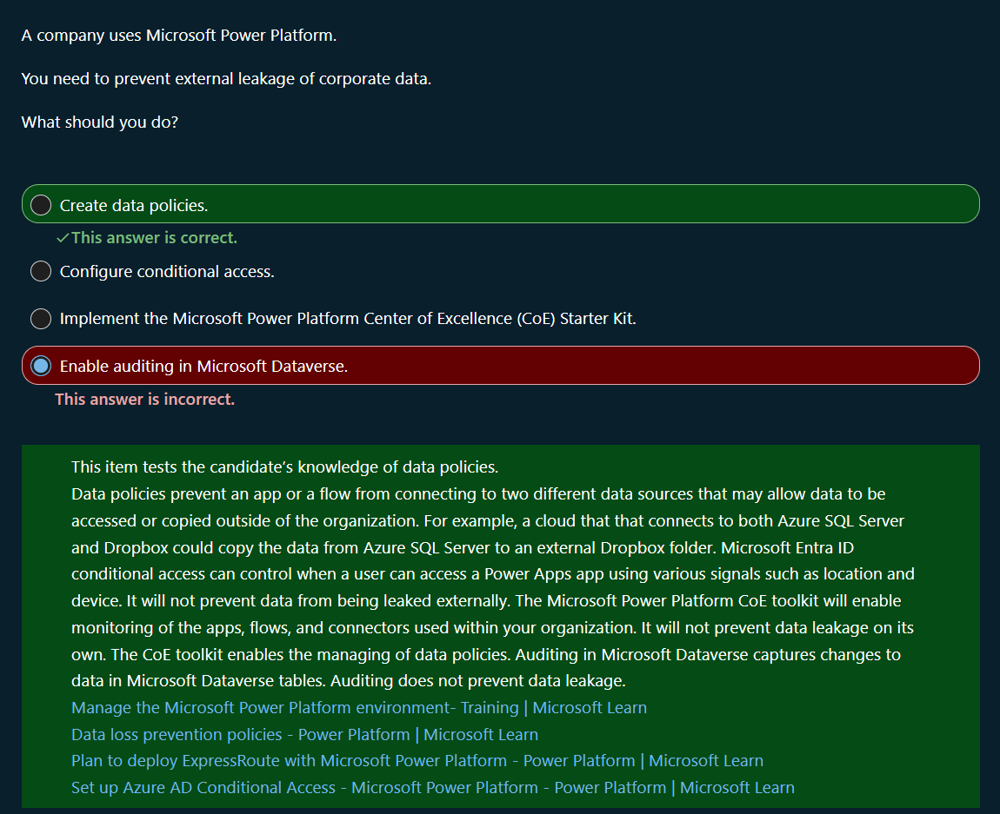 A company uses Microsoft Power Platform.
You need to prevent external leakage of corporate data.
What should you do?
Create data policies.
✓This answer is correct.
Configure conditional access.
Implement the Microsoft Power Platform Center of Excellence (CoE) Starter Kit.
Enable auditing in Microsoft Dataverse.
This answer is incorrect.
This item tests the candidate's knowledge of data policies.
Data policies prevent an app or a flow from connecting to two different data sources that may allow data to be
accessed or copied outside of the organization. For example, a cloud that that connects to both Azure SQL Server
and Dropbox could copy the data from Azure SQL Server to an external Dropbox folder. Microsoft Entra ID
conditional access can control when a user can access a Power Apps app using various signals such as location and
device. It will not prevent data from being leaked externally. The Microsoft Power Platform CoE toolkit will enable
monitoring of the apps, flows, and connectors used within your organization. It will not prevent data leakage on its
own. The CoE toolkit enables the managing of data policies. Auditing in Microsoft Dataverse captures changes to
data in Microsoft Dataverse tables. Auditing does not prevent data leakage.
Manage the Microsoft Power Platform environment- Training | Microsoft Learn
Data loss prevention policies - Power Platform | Microsoft Learn
Plan to deploy ExpressRoute with Microsoft Power Platform - Power Platform | Microsoft Learn
Set up Azure AD Conditional Access - Microsoft Power Platform - Power Platform | Microsoft Learn